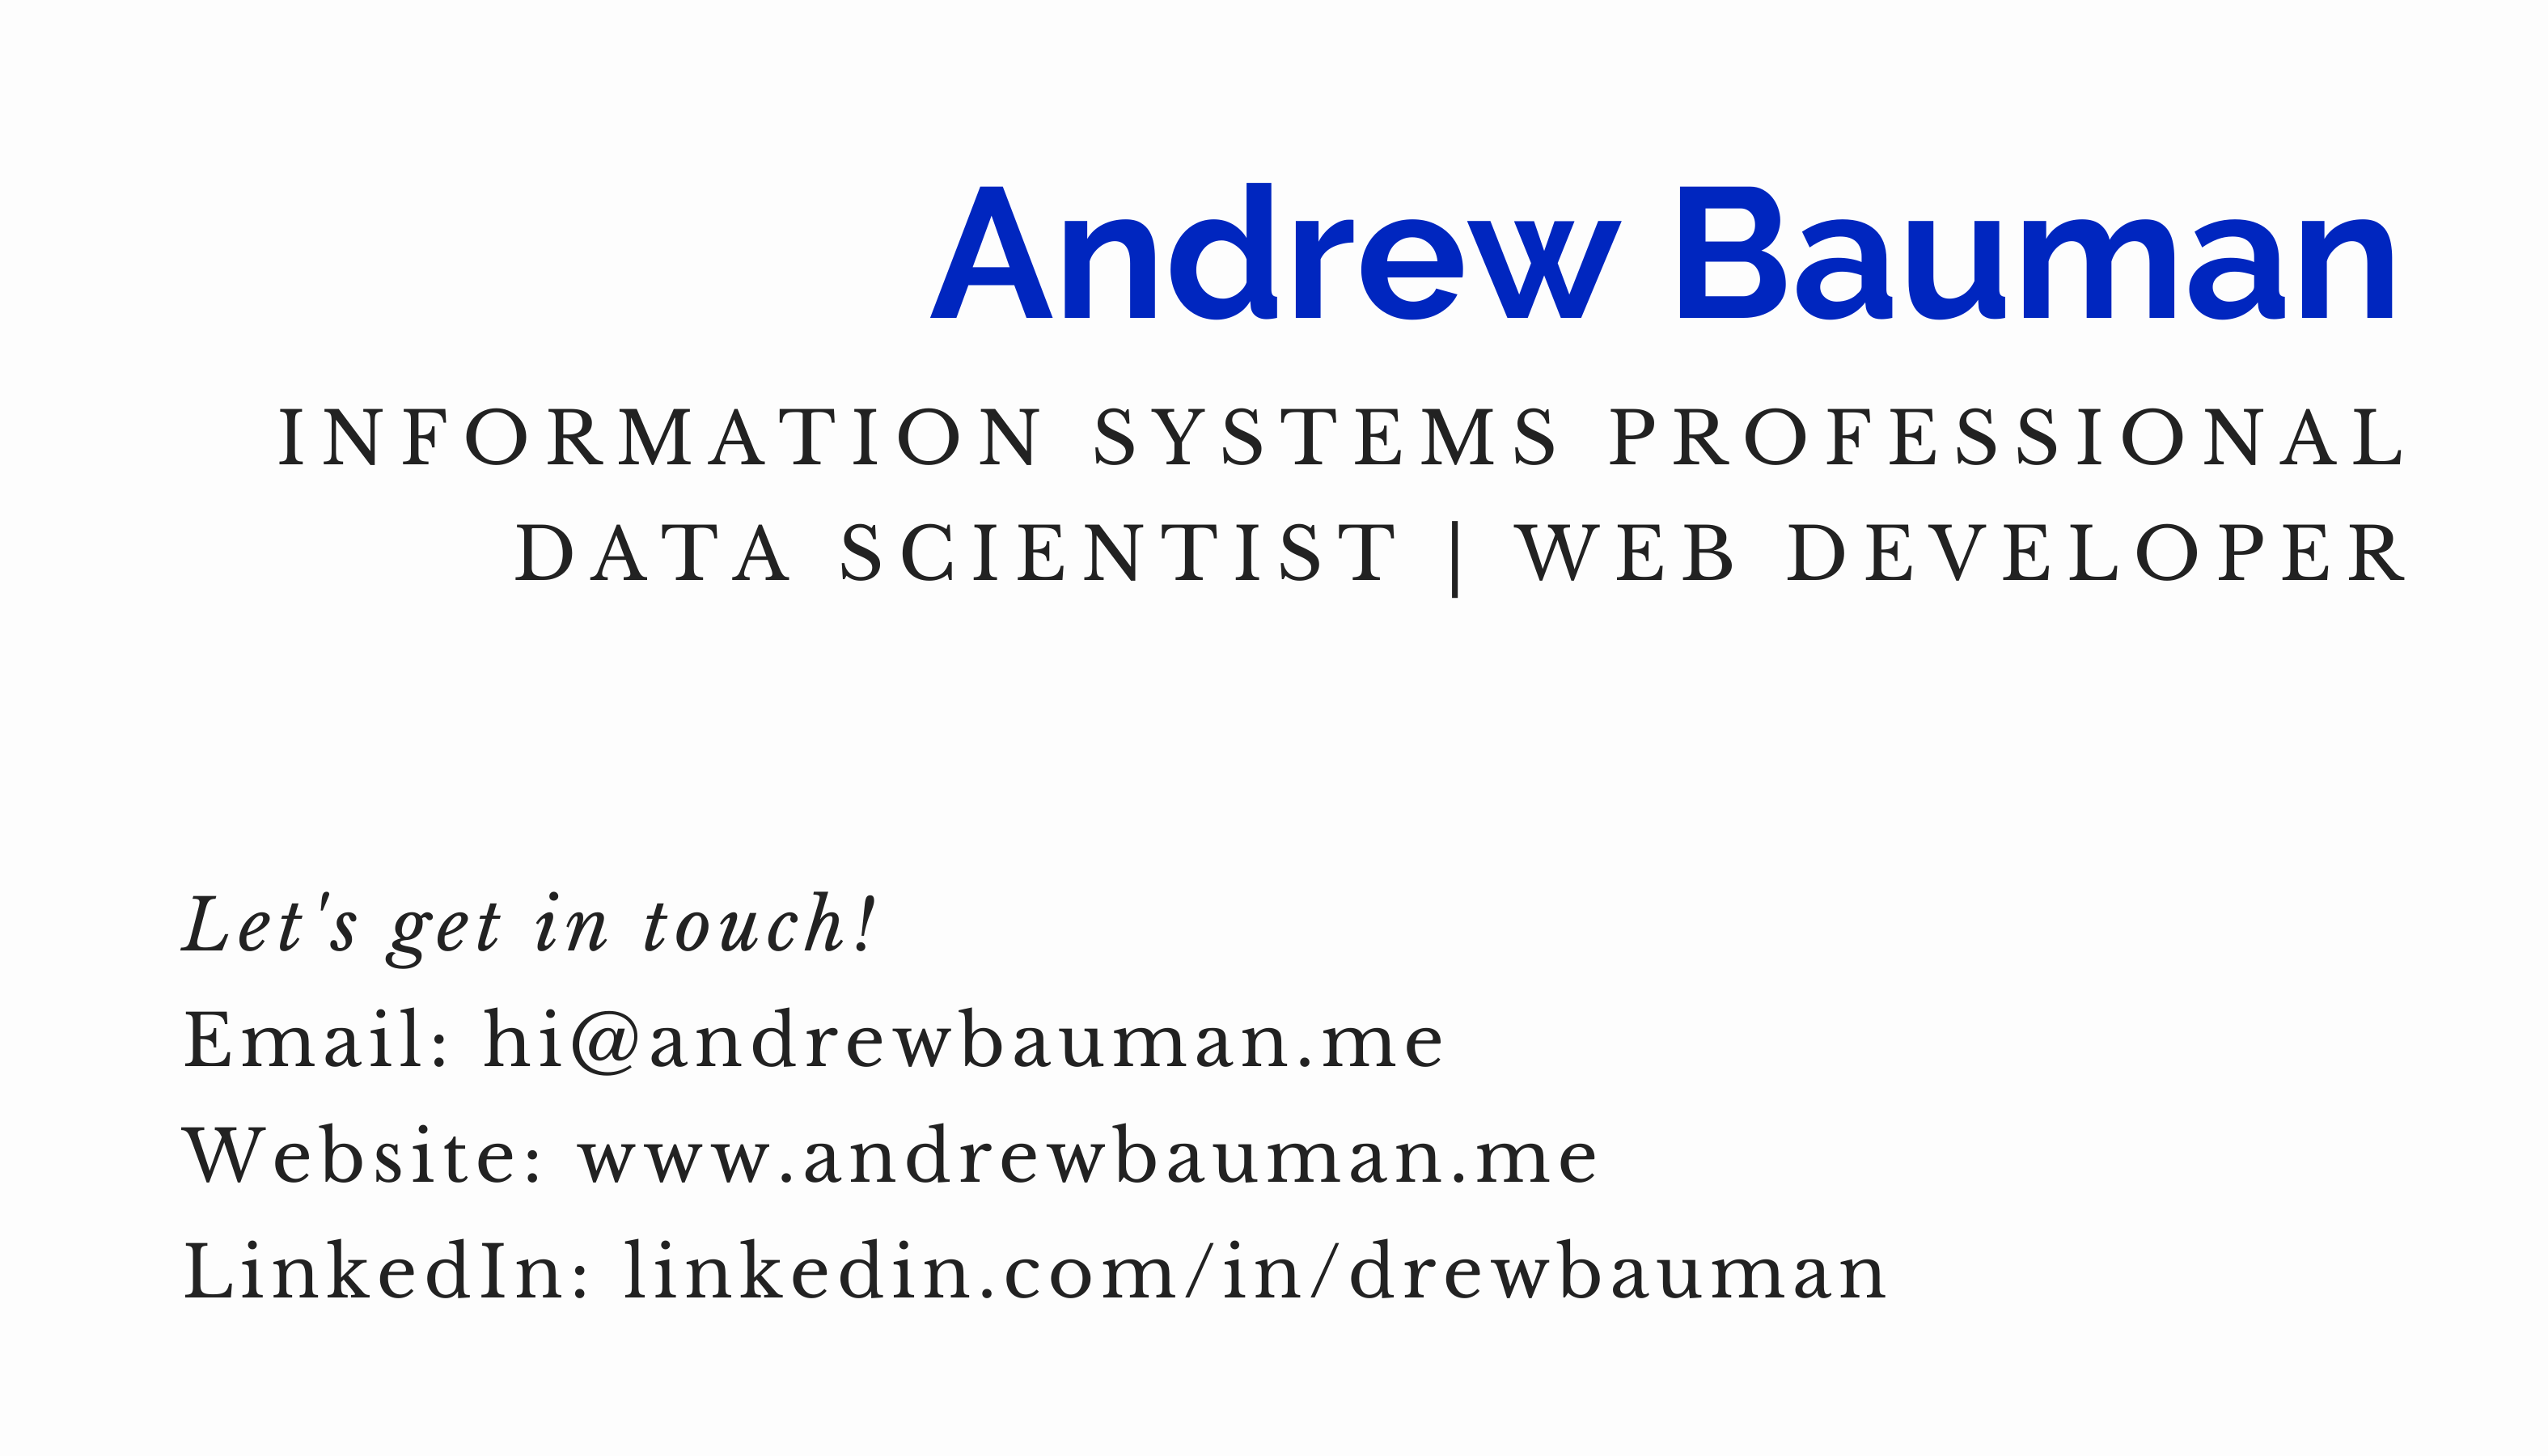 Andrew Bauman
INFORMATION SYSTEMS PROFESSIONAL
DATA SCIENTIST | WEB DEVELOPER
Let's get in touch!
Email: hi@andrewbauman.me
Website: www.andrewbauman.me
LinkedIn: linkedin.com/in/drewbauman